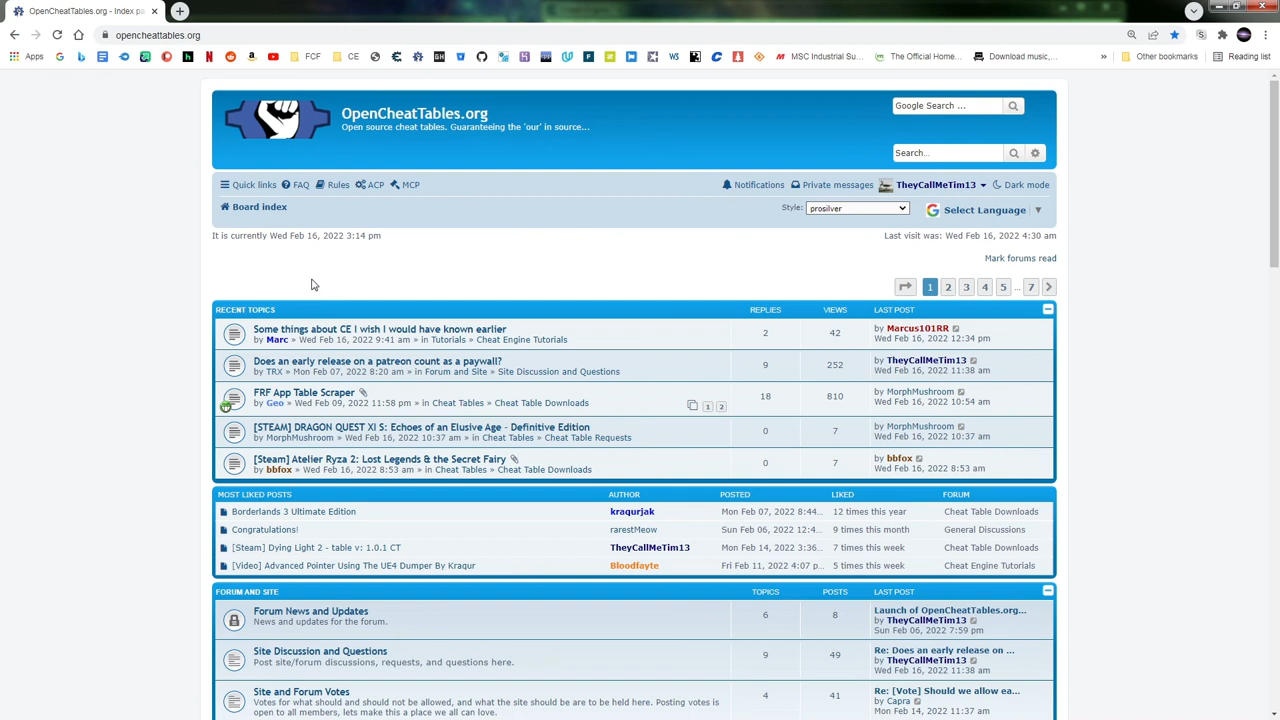 OpenCheatTables.org - Index pa
opencheattables.org
Apps FCF CE MSC Industrial Su... The Official Home... Download music,... » Other bookmarks Reading list
OpenCheatTables.org
Open source cheat tables. Guaranteeing the 'our' in source...
Google Search ...
Search...
Quick links FAQ Rules ACP MCP Notifications Private messages TheyCallMeTim13 Dark mode
Board index Style: prosilver Select Language ▼
It is currently Wed Feb 16, 2022 3:14 pm Last visit was: Wed Feb 16, 2022 4:30 am
Mark forums read
1 2 3 4 5 ... 7
RECENT TOPICS REPLIES VIEWS LAST POST
Some things about CE I wish I would have known earlier 2 42 by Marcus101RR
by Marc » Wed Feb 16, 2022 9:41 am » in Tutorials » Cheat Engine Tutorials Wed Feb 16, 2022 12:34 pm
Does an early release on a patreon count as a paywall? 9 252 by TheyCallMeTim13
by TRX » Mon Feb 07, 2022 8:20 am » in Forum and Site » Site Discussion and Questions Wed Feb 16, 2022 11:38 am
FRF App Table Scraper 18 810 by MorphMushroom
by Geo » Wed Feb 09, 2022 11:58 pm » in Cheat Tables » Cheat Table Downloads 1 2 Wed Feb 16, 2022 10:54 am
[STEAM] DRAGON QUEST XI S: Echoes of an Elusive Age - Definitive Edition 0 7 by MorphMushroom
by MorphMushroom » Wed Feb 16, 2022 10:37 am » in Cheat Tables » Cheat Table Requests Wed Feb 16, 2022 10:37 am
[Steam] Atelier Ryza 2: Lost Legends & the Secret Fairy 0 7 by bbfox
by bbfox » Wed Feb 16, 2022 8:53 am » in Cheat Tables » Cheat Table Downloads Wed Feb 16, 2022 8:53 am
MOST LIKED POSTS AUTHOR POSTED LIKED FORUM
Borderlands 3 Ultimate Edition kraqurjak Mon Feb 07, 2022 8:44... 12 times this year Cheat Table Downloads
Congratulations! rarestMeow Sun Feb 06, 2022 12:4... 9 times this month General Discussions
[Steam] Dying Light 2 - table v: 1.0.1 CT TheyCallMeTim13 Mon Feb 14, 2022 3:36... 7 times this week Cheat Table Downloads
[Video] Advanced Pointer Using The UE4 Dumper By Kraqur Bloodfayte Fri Feb 11, 2022 4:07 p... 5 times this week Cheat Engine Tutorials
FORUM AND SITE TOPICS POSTS LAST POST
Forum News and Updates 6 8 Launch of OpenCheatTables.org...
News and updates for the forum. by TheyCallMeTim13
Sun Feb 06, 2022 7:59 pm
Site Discussion and Questions 9 49 Re: Does an early release on ...
Post site/forum discussions, requests, and questions here. by TheyCallMeTim13
Wed Feb 16, 2022 11:38 am
Site and Forum Votes 4 41 Re: [Vote] Should we allow ea...
Votes for what should and should not be allowed, and what the site should be are to be held here. Posting votes by Capra
is open to all members, lets make this a place we all can love. Mon Feb 14, 2022 11:37 am